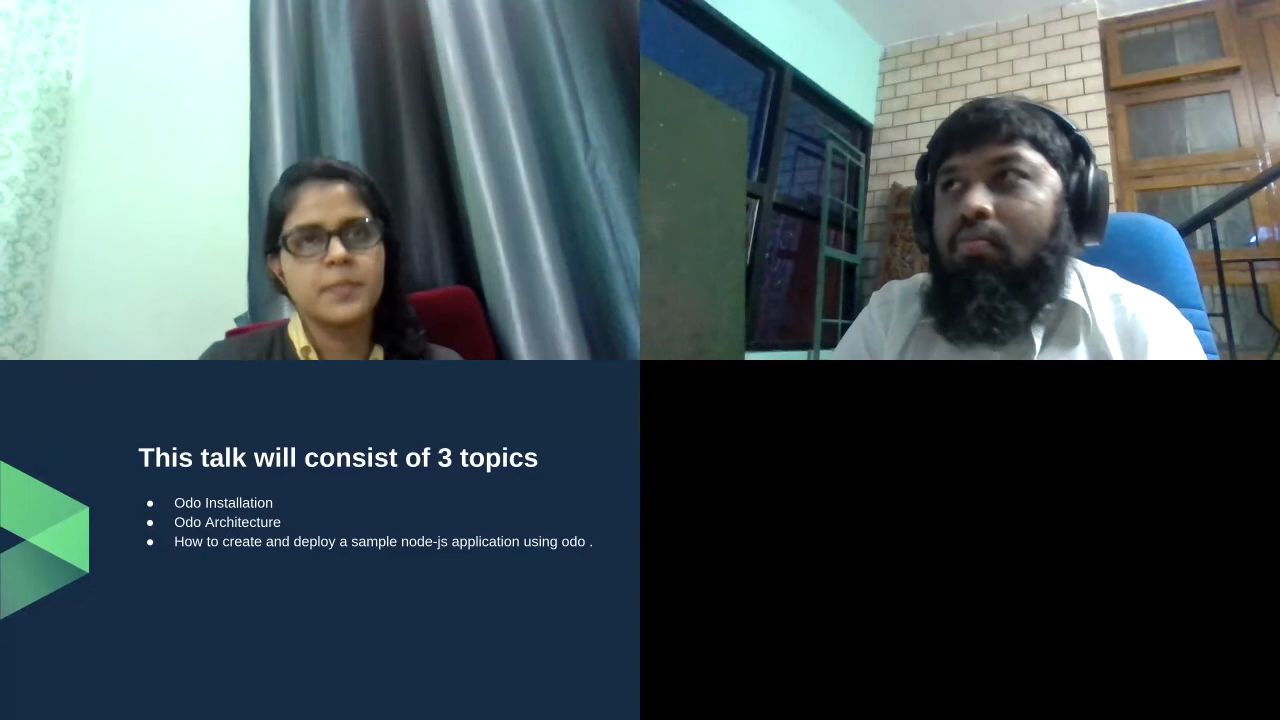 This talk will consist of 3 topics
● Odo Installation
● Odo Architecture
● How to create and deploy a sample node-js application using odo .